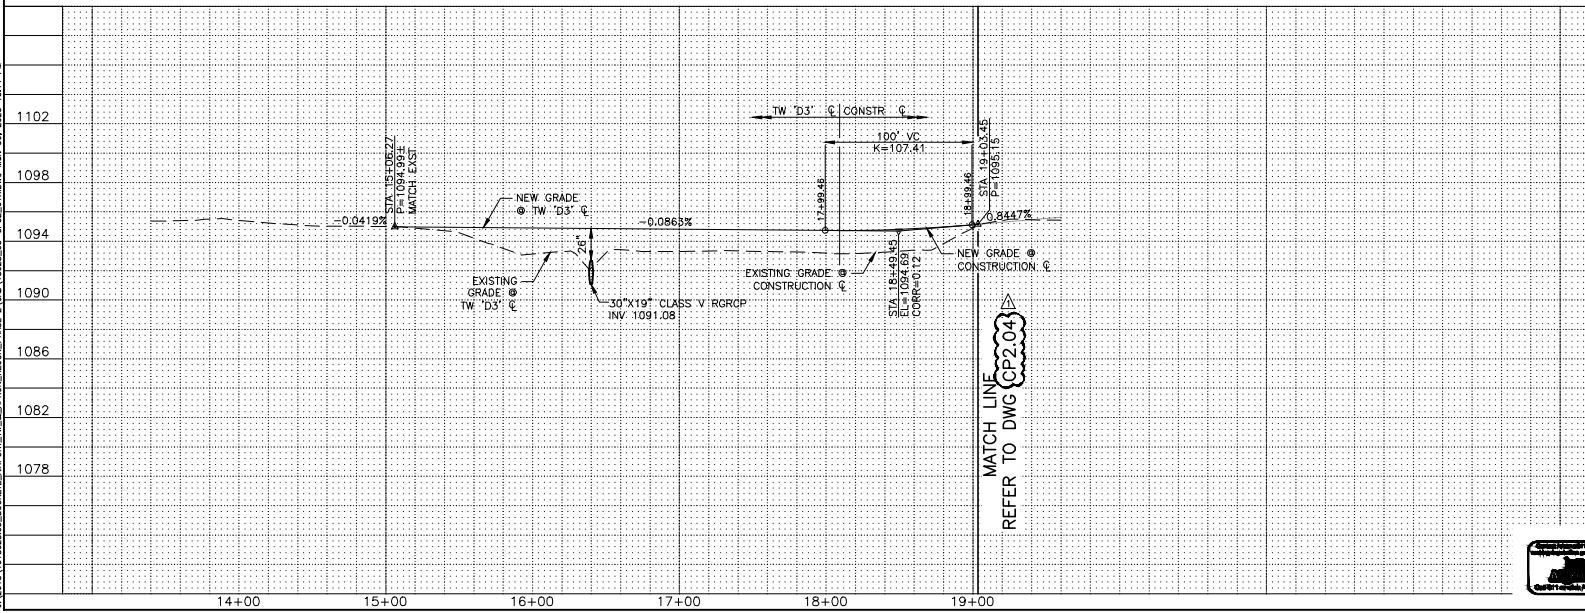 1102
1098
1094
1090
1086
1082
1078
TW 'D3' ℄ CONSTR ℄
100' VC
K=107.41
STA 15+06.27
P=1094.99±
MATCH EXST
-0.0419%
NEW GRADE
@ TW 'D3' ℄
-0.0863%
17+99.46
18+99.46
STA 19+03.45
P=1095.15
0.8447%
26"
EXISTING
GRADE @
TW 'D3' ℄
30"X19" CLASS V RGRCP
INV 1091.08
EXISTING GRADE @
CONSTRUCTION ℄
STA 18+49.45
EL=1094.69
CORR=0.12
NEW GRADE @
CONSTRUCTION ℄
MATCH LINE
REFER TO DWG CP2.04
1
14+00 15+00 16+00 17+00 18+00 19+00